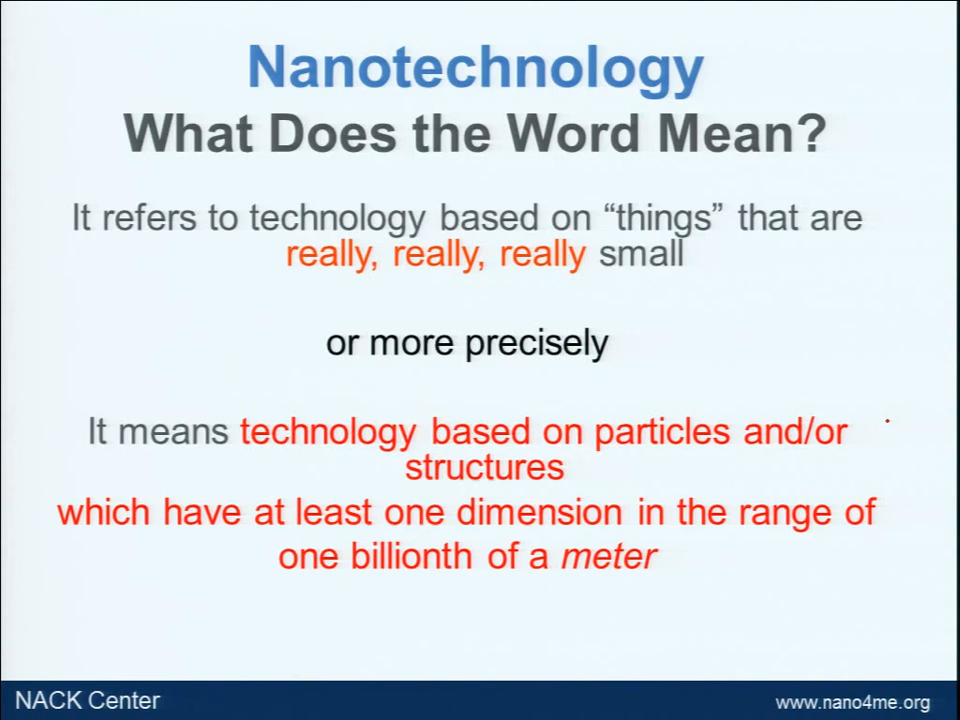 Nanotechnology
What Does the Word Mean?
It refers to technology based on “things” that are
really, really, really small
or more precisely
It means technology based on particles and/or
structures
which have at least one dimension in the range of
one billionth of a meter
NACK Center
www.nano4me.org